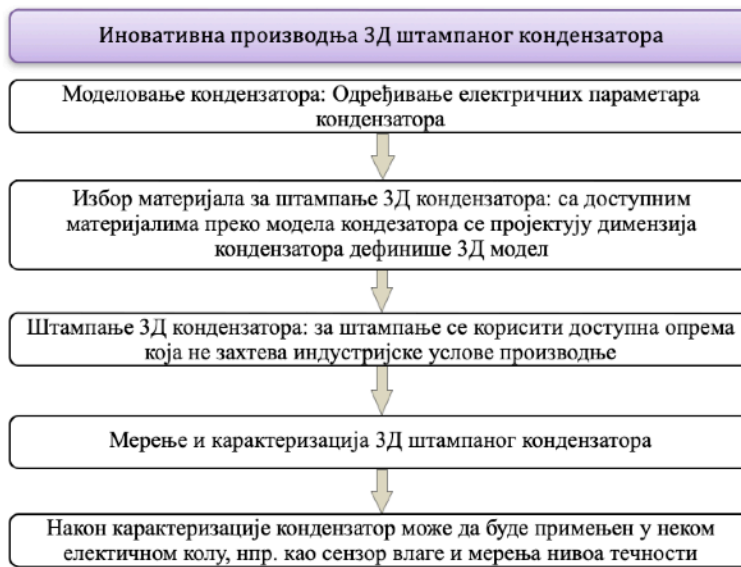 Иновативна производња 3Д штампаног кондензатора
Моделовање кондензатора: Одређивање електричних параметара
кондензатора
Избор материјала за штампање 3Д кондензатора: са доступним
материјалима преко модела кондезатора се пројектују димензија
кондензатора дефинише 3Д модел
Штампање 3Д кондензатора: за штампање се корисити доступна опрема
која не захтева индустријске услове производње
Мерење и карактеризација 3Д штампаног кондензатора
Након карактеризације кондензатор може да буде примењен у неком
електичном колу, нпр. као сензор влаге и мерења нивоа течности